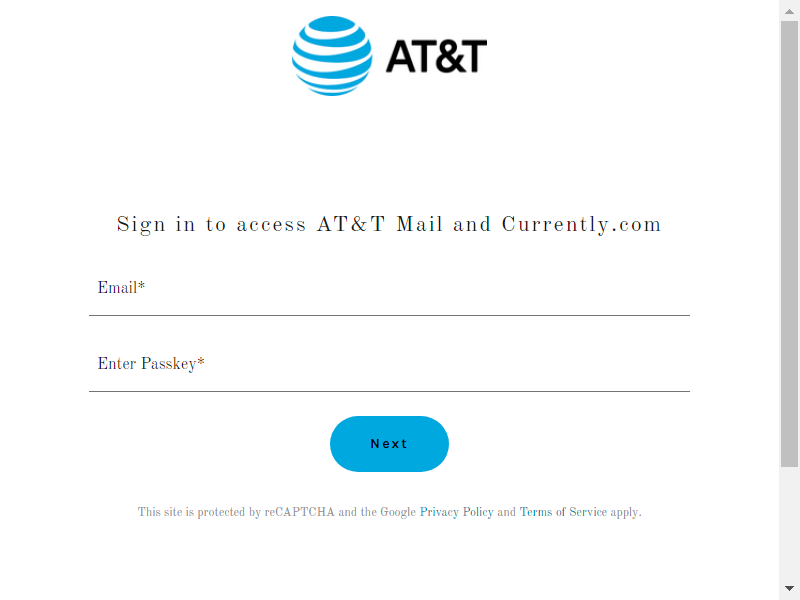 AT&T
Sign in to access AT&T Mail and Currently.com
Email*
Enter Passkey*
Next
This site is protected by reCAPTCHA and the Google Privacy Policy and Terms of Service apply.